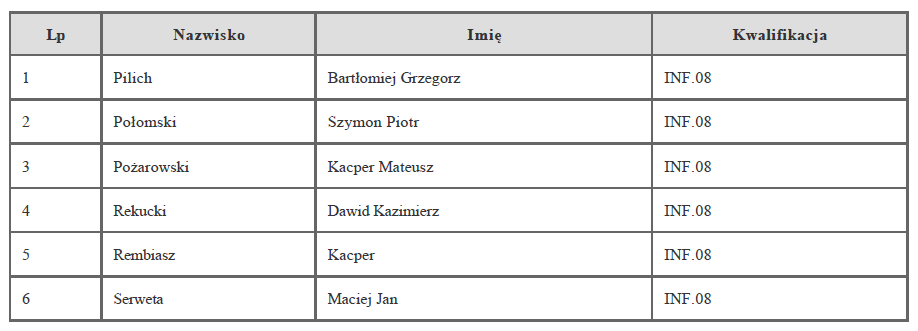 Lp Nazwisko Imię Kwalifikacja
1 Pilich Bartłomiej Grzegorz INF.08
2 Połomski Szymon Piotr INF.08
3 Pożarowski Kacper Mateusz INF.08
4 Rekucki Dawid Kazimierz INF.08
5 Rembiasz Kacper INF.08
6 Serweta Maciej Jan INF.08